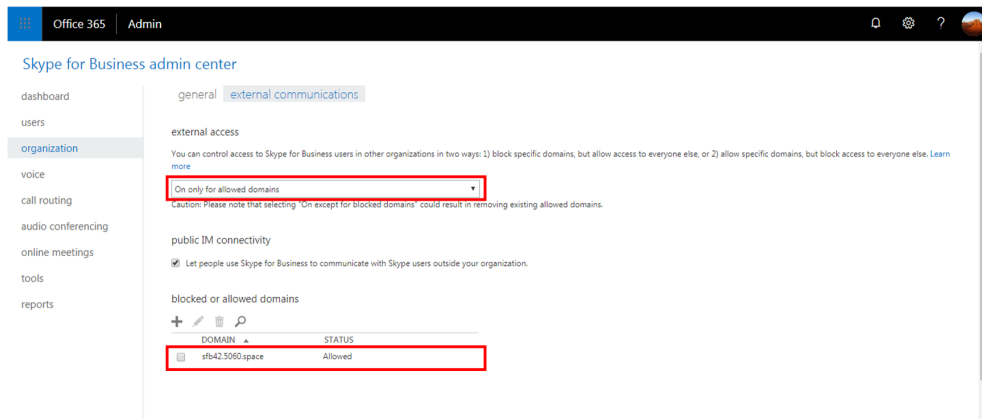 Office 365 Admin
?
Skype for Business admin center
dashboard
users
organization
voice
call routing
audio conferencing
online meetings
tools
reports
general external communications
external access
You can control access to Skype for Business users in other organizations in two ways: 1) block specific domains, but allow access to everyone else, or 2) allow specific domains, but block access to everyone else. Learn
more
On only for allowed domains
Caution: Please note that selecting "On except for blocked domains" could result in removing existing allowed domains.
public IM connectivity
Let people use Skype for Business to communicate with Skype users outside your organization.
blocked or allowed domains
DOMAIN STATUS
sfb42.5060.space Allowed